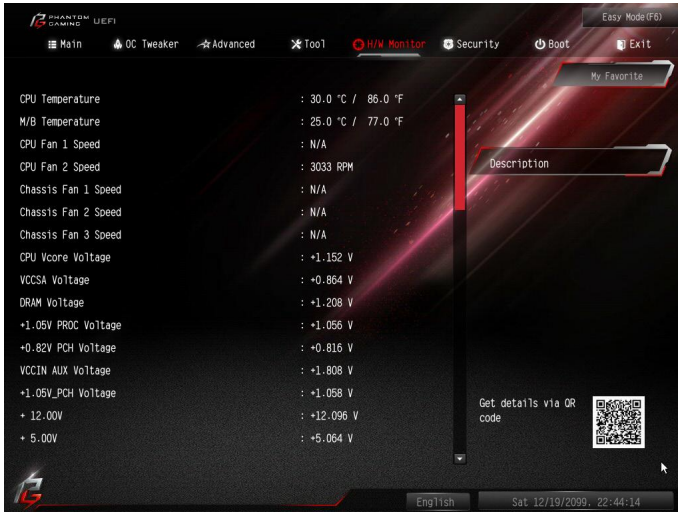 PHANTOM GAMING UEFI
Easy Mode(F6)
Main OC Tweaker Advanced Tool H/W Monitor Security Boot Exit
My Favorite
CPU Temperature : 30.0 °C / 86.0 °F
M/B Temperature : 25.0 °C / 77.0 °F
CPU Fan 1 Speed : N/A
CPU Fan 2 Speed : 3033 RPM
Chassis Fan 1 Speed : N/A
Chassis Fan 2 Speed : N/A
Chassis Fan 3 Speed : N/A
CPU Vcore Voltage : +1.152 V
VCCSA Voltage : +0.864 V
DRAM Voltage : +1.208 V
+1.05V PROC Voltage : +1.056 V
+0.82V PCH Voltage : +0.816 V
VCCIN AUX Voltage : +1.808 V
+1.05V_PCH Voltage : +1.058 V
+ 12.00V : +12.096 V
+ 5.00V : +5.064 V
Description
Get details via QR
code
English
Sat 12/19/2099. 22:44:14